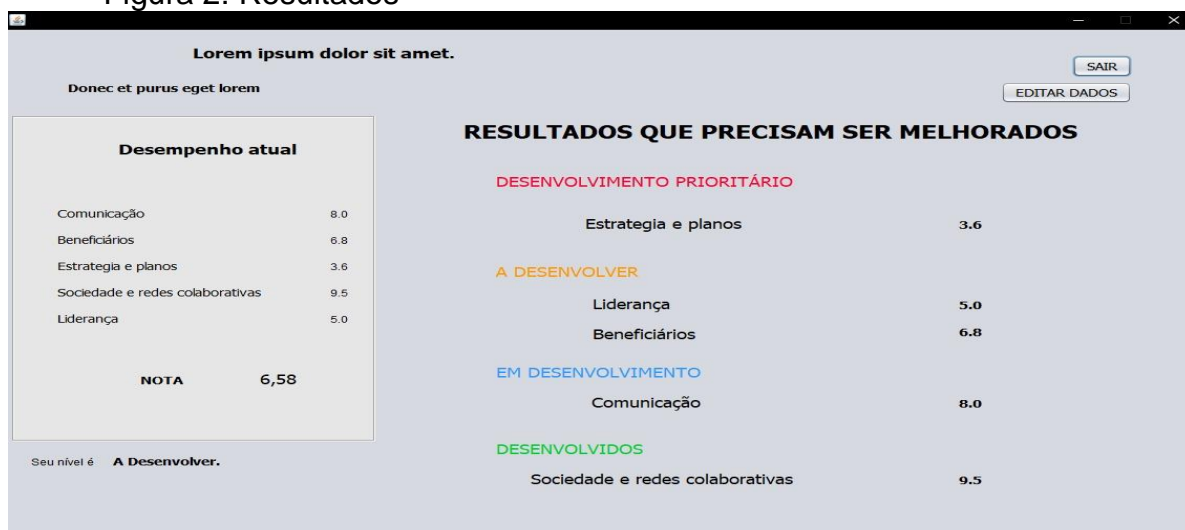 Figura 2: Resultados
Lorem ipsum dolor sit amet.
Donec et purus eget lorem
SAIR
EDITAR DADOS
Desempenho atual
Comunicação 8.0
Beneficiários 6.8
Estrategia e planos 3.6
Sociedade e redes colaborativas 9.5
Liderança 5.0
NOTA 6,58
Seu nível é A Desenvolver.
RESULTADOS QUE PRECISAM SER MELHORADOS
DESENVOLVIMENTO PRIORITÁRIO
Estrategia e planos 3.6
A DESENVOLVER
Liderança 5.0
Beneficiários 6.8
EM DESENVOLVIMENTO
Comunicação 8.0
DESENVOLVIDOS
Sociedade e redes colaborativas 9.5